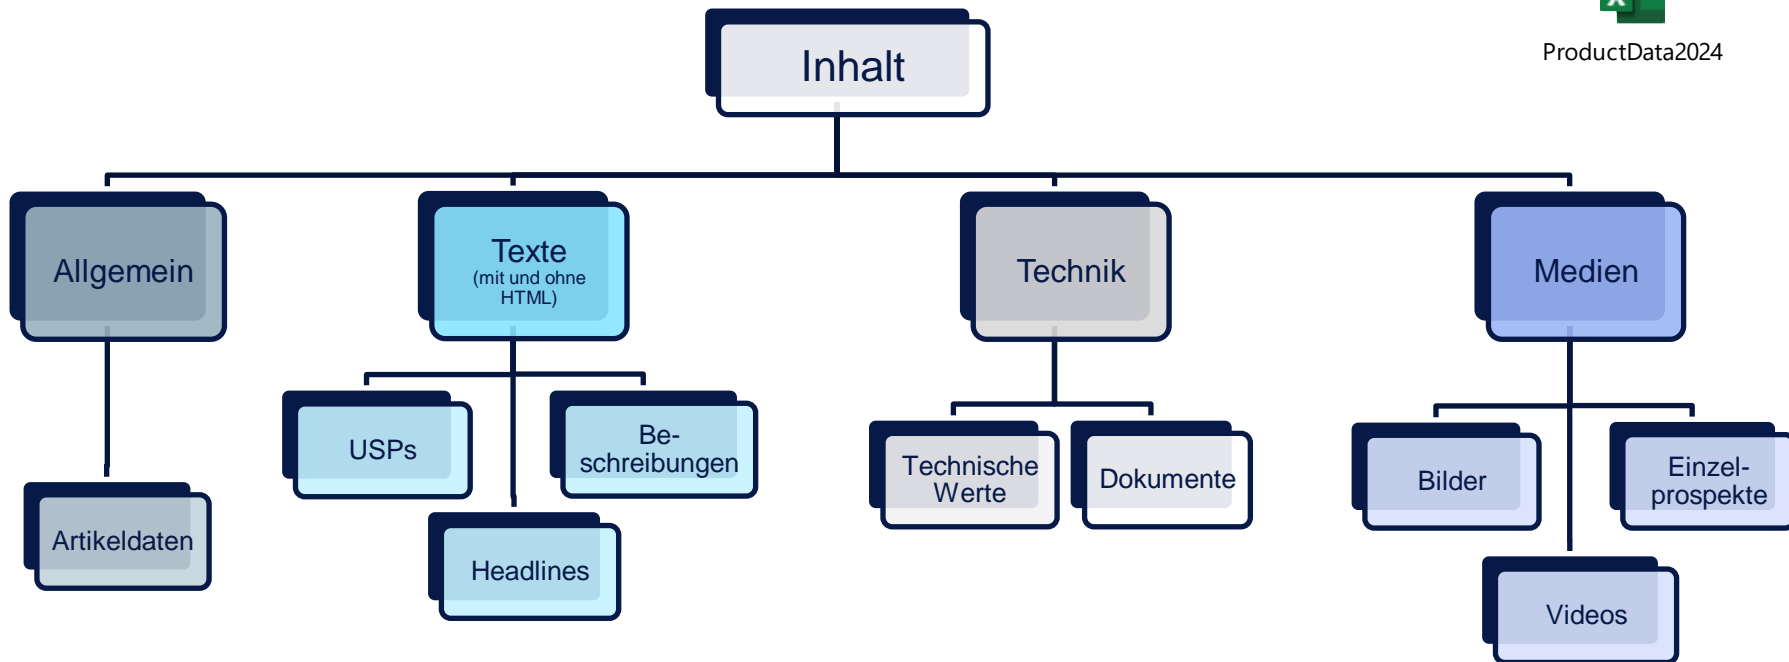 Inhalt
ProductData2024
Allgemein
Texte
(mit und ohne
HTML)
Technik
Medien
USPs
Be-
schreibungen
Technische
Werte
Dokumente
Bilder
Einzel-
prospekte
Artikeldaten
Headlines
Videos